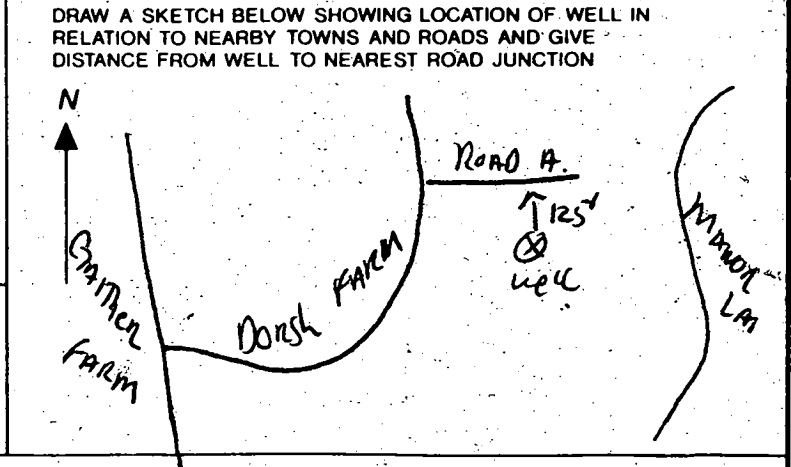 DRAW A SKETCH BELOW SHOWING LOCATION OF WELL IN
RELATION TO NEARBY TOWNS AND ROADS AND GIVE
DISTANCE FROM WELL TO NEAREST ROAD JUNCTION
N
ROAD A.
125'
well
GAITHER
FARM
DORSH FARM
MANOR
LN